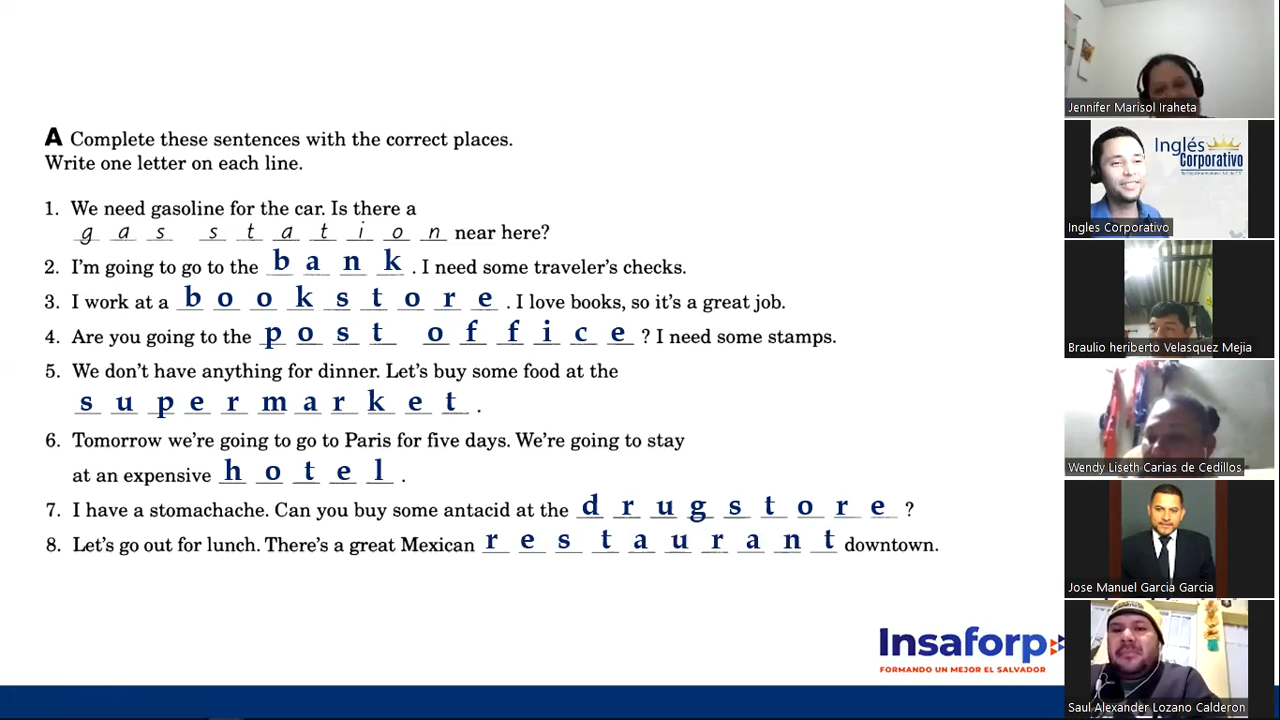 A Complete these sentences with the correct places.
Write one letter on each line.
1. We need gasoline for the car. Is there a
g a s s t a t i o n near here?
2. I'm going to go to the b a n k . I need some traveler's checks.
3. I work at a b o o k s t o r e . I love books, so it's a great job.
4. Are you going to the p o s t o f f i c e ? I need some stamps.
5. We don't have anything for dinner. Let's buy some food at the
s u p e r m a r k e t .
6. Tomorrow we're going to go to Paris for five days. We're going to stay
at an expensive h o t e l .
7. I have a stomachache. Can you buy some antacid at the d r u g s t o r e ?
8. Let's go out for lunch. There's a great Mexican r e s t a u r a n t downtown.
Insaforp
FORMANDO UN MEJOR EL SALVADOR
Jennifer Marisol Iraheta
Inglés
Corporativo
Ingles Corporativo
Braulio heriberto Velasquez Mejia
Wendy Liseth Carias de Cedillos
Jose Manuel Garcia Garcia
Saul Alexander Lozano Calderon